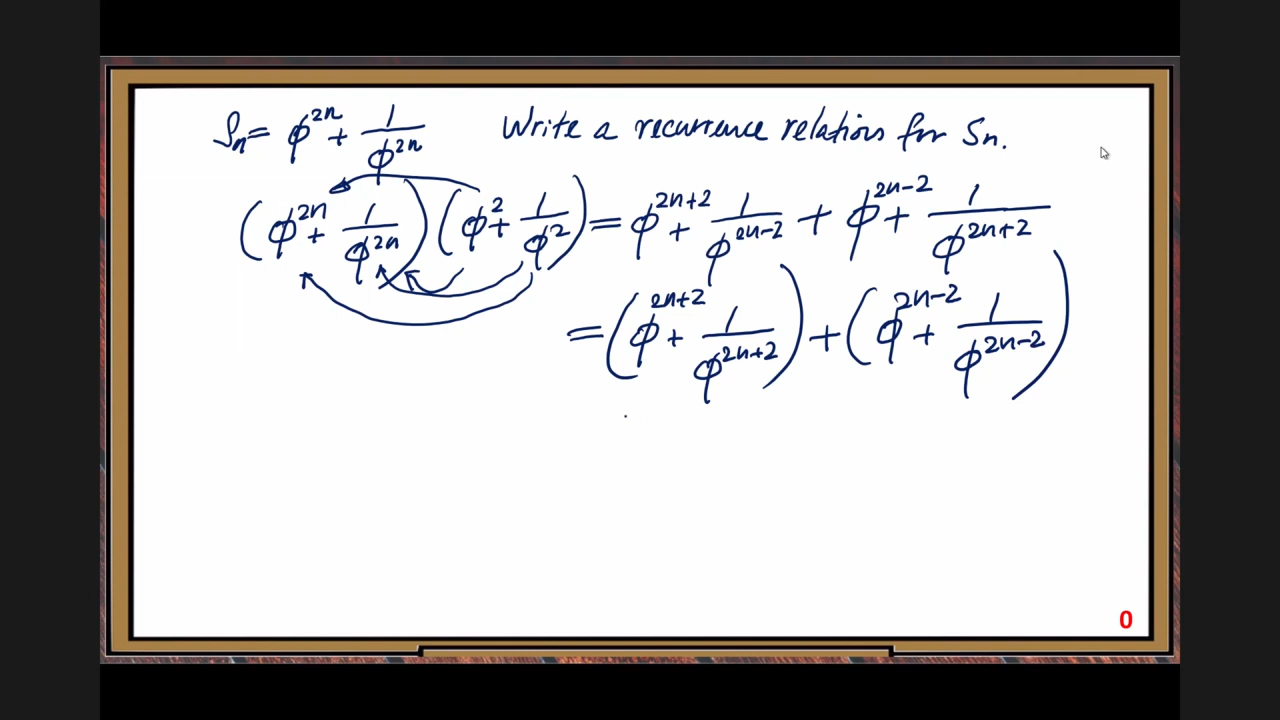 Sn = ϕ^{2n} + 1/ϕ^{2n} Write a recurrence relation for Sn.
(ϕ^{2n} + 1/ϕ^{2n})(ϕ^2 + 1/ϕ^2) = ϕ^{2n+2} + 1/ϕ^{2n-2} + ϕ^{2n-2} + 1/ϕ^{2n+2}
= (ϕ^{2n+2} + 1/ϕ^{2n+2}) + (ϕ^{2n-2} + 1/ϕ^{2n-2})
0